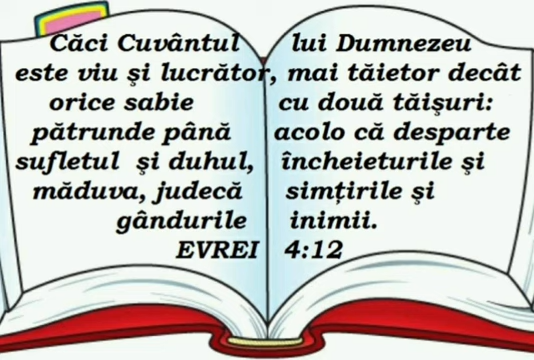 Căci Cuvântul lui Dumnezeu
este viu şi lucrător, mai tăietor decât
orice sabie cu două tăişuri:
pătrunde până acolo că desparte
sufletul şi duhul, încheieturile şi
măduva, judecă simţirile şi
gândurile inimii.
EVREI 4:12